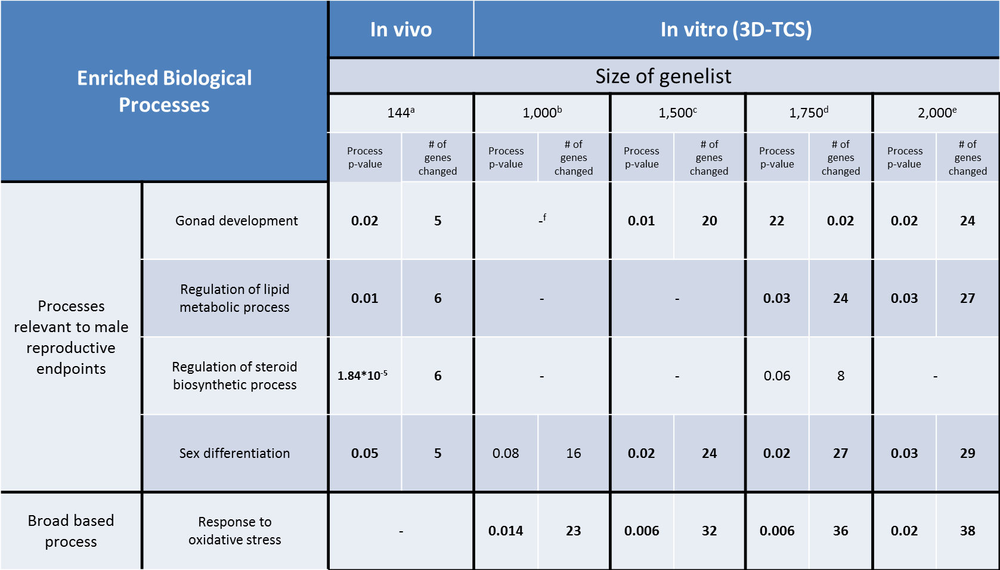 Enriched Biological
Processes
In vivo
In vitro (3D-TCS)
Size of genelist
144a
1,000b
1,500c
1,750d
2,000e
Process
p-value
# of
genes
changed
Process
p-value
# of
genes
changed
Process
p-value
# of
genes
changed
Process
p-value
# of
genes
changed
Process
p-value
# of
genes
changed
Processes
relevant to male
reproductive
endpoints
Gonad development
0.02
5
-f
0.01
20
22
0.02
0.02
24
Regulation of lipid
metabolic process
0.01
6
-
-
0.03
24
0.03
27
Regulation of steroid
biosynthetic process
1.84*10-5
6
-
-
0.06
8
-
Sex differentiation
0.05
5
0.08
16
0.02
24
0.02
27
0.03
29
Broad based
process
Response to
oxidative stress
-
0.014
23
0.006
32
0.006
36
0.02
38